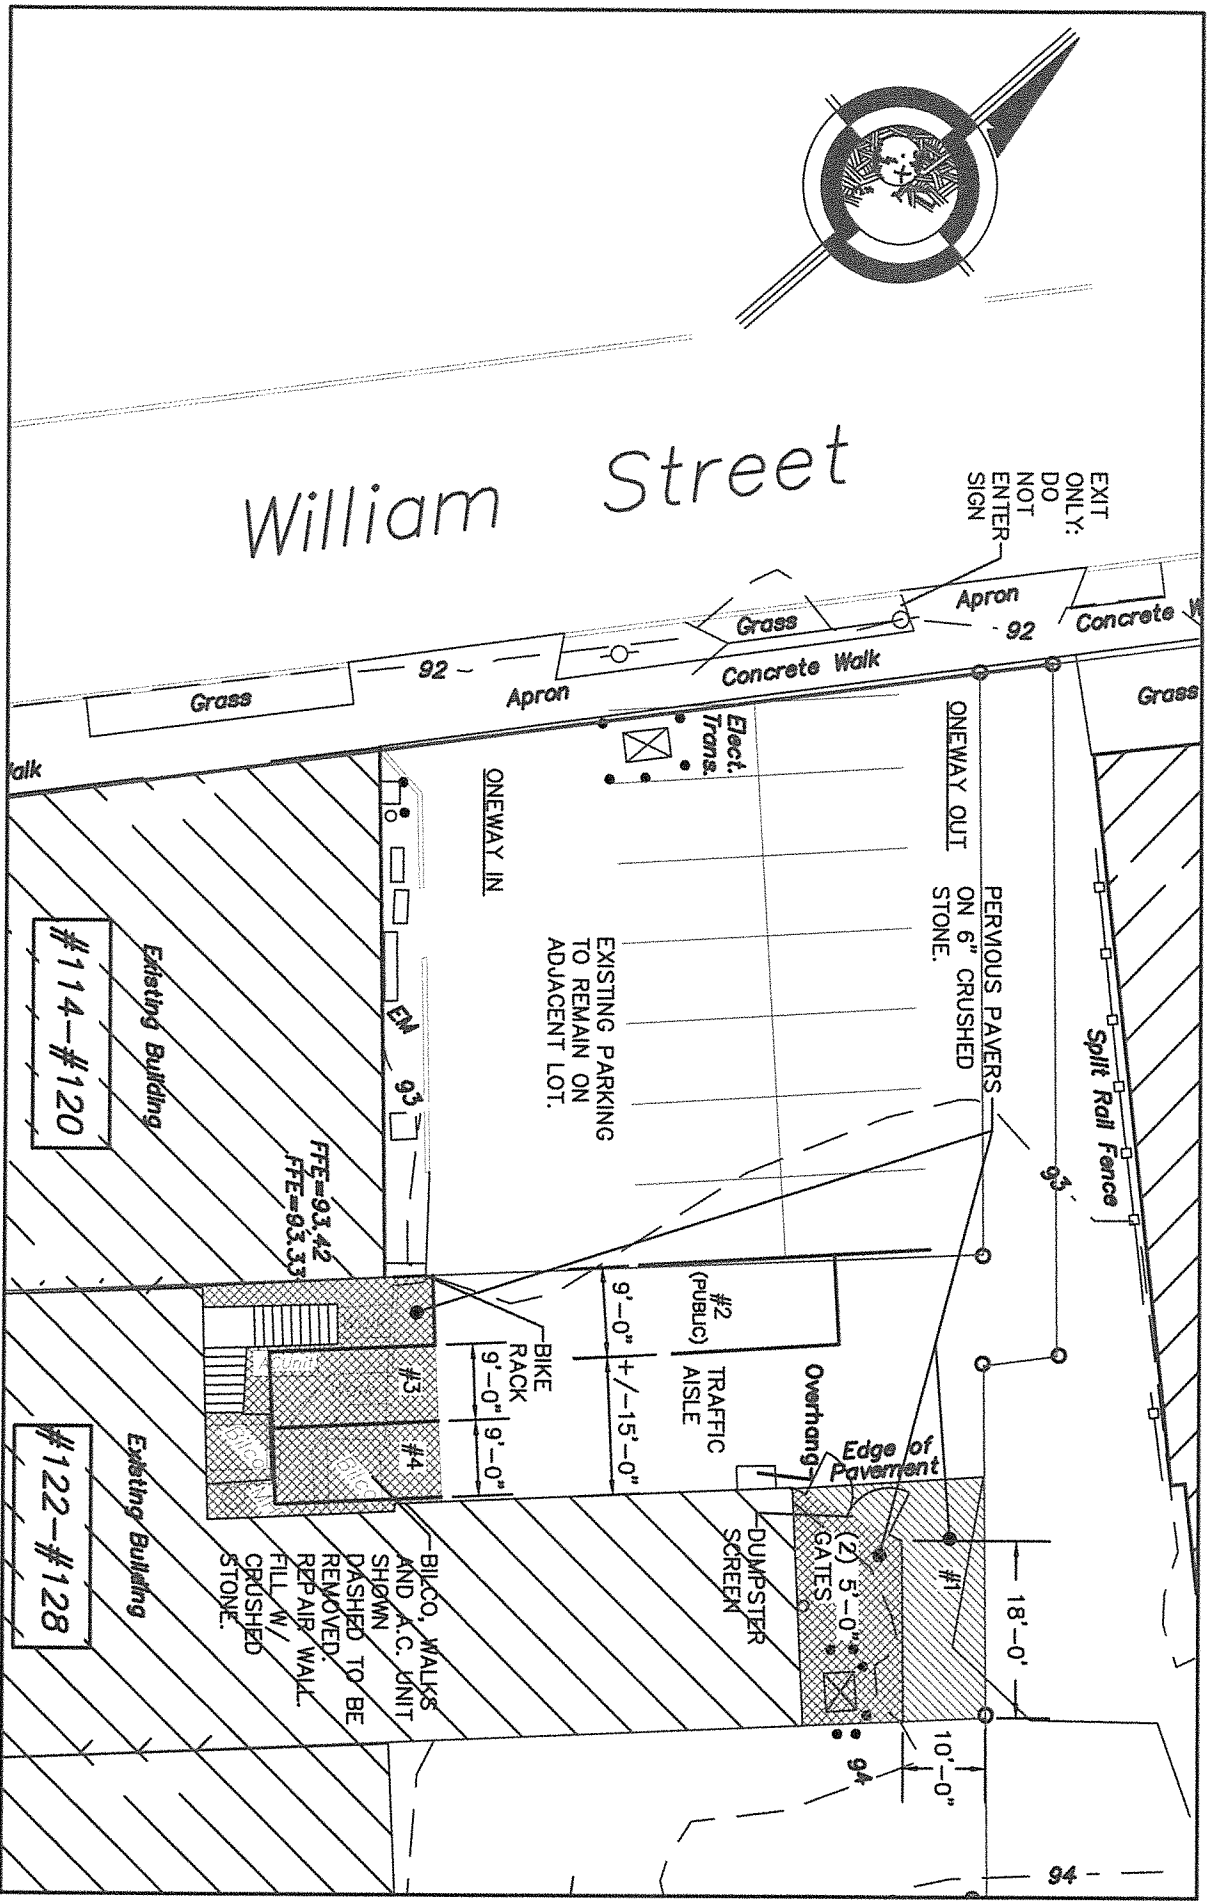 William Street
EXIT
ONLY:
DO
NOT
ENTER
SIGN
Apron
92
Concrete W
Grass
Grass
Concrete Walk
Apron
92
Grass
alk
Elect.
Trans.
ONEWAY OUT
ONEWAY IN
PERVIOUS PAVERS
ON 6" CRUSHED
STONE.
EXISTING PARKING
TO REMAIN ON
ADJACENT LOT.
Split Rail Fence
93
EM
93
Existing Building
#114-#120
FFE=93.42
FFE=93.33
#2
(PUBLIC)
9'-0"
+/-15'-0"
TRAFFIC
AISLE
BIKE
RACK
9'-0"
9'-0"
#3
#4
A.C. Unit
Bilco
Bilco
Overhang
Edge of
Pavement
DUMPSTER
SCREEN
(2) 5'-0"
GATES
#1
18'-0'
10'-0"
94
94
BILCO, WALKS
AND A.C. UNIT
SHOWN
DASHED TO BE
REMOVED.
REPAIR WALL.
FILL W/
CRUSHED
STONE.
Existing Building
#122-#128